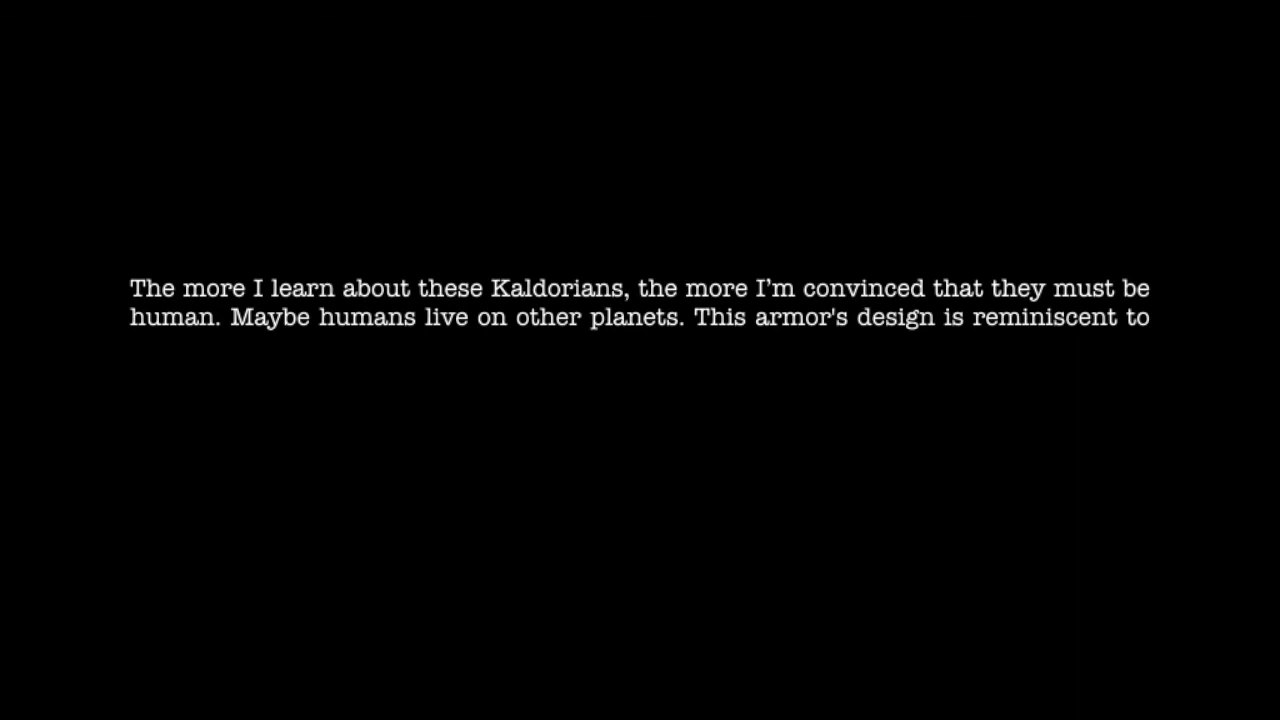 The more I learn about these Kaldorians, the more I’m convinced that they must be
human. Maybe humans live on other planets. This armor's design is reminiscent to